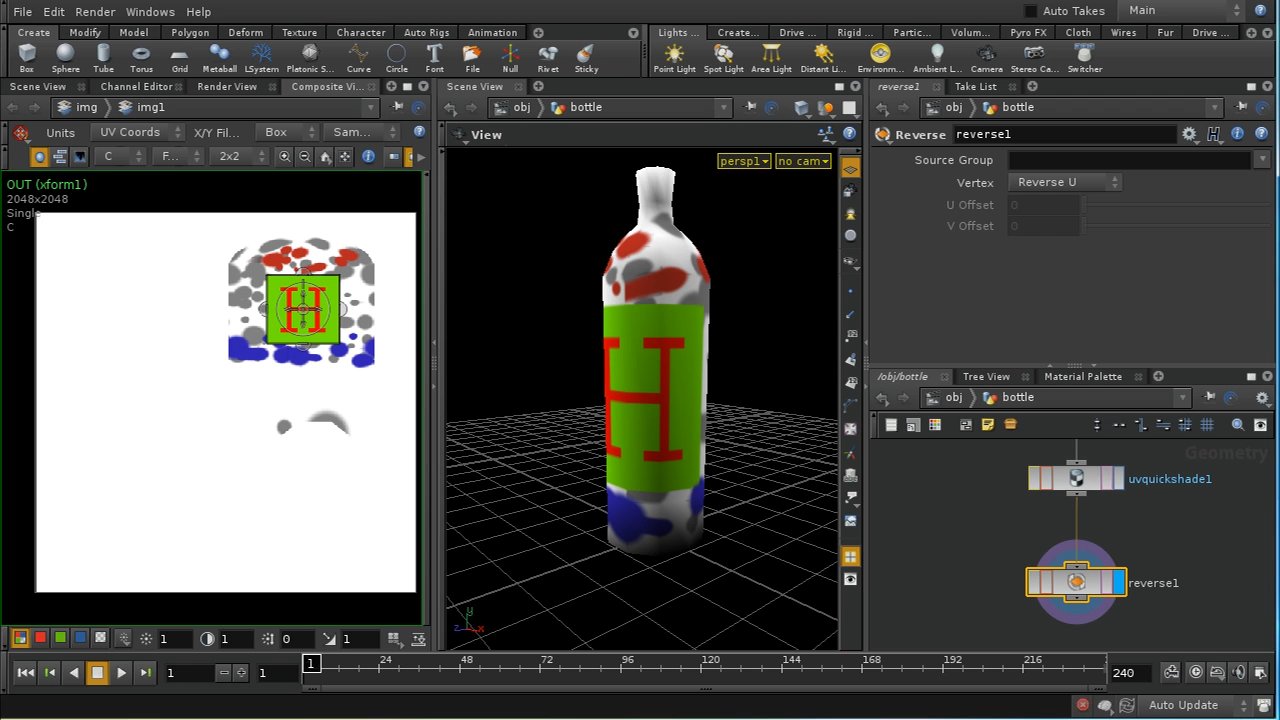 File Edit Render Windows Help
Auto Takes Main
Create Modify Model Polygon Deform Texture Character Auto Rigs Animation
Lights ... Create... Drive ... Rigid ... Partic... Volum... Pyro FX Cloth Wires Fur Drive ...
Box Sphere Tube Torus Grid Metaball LSystem Platonic S... Curve Circle Font File Null Rivet Sticky
Point Light Spot Light Area Light Distant Li... Environm... Ambient L... Camera Stereo Ca... Switcher
Scene View Channel Editor Render View Composite Vi...
Scene View
reverse1 Take List
img img1
obj bottle
obj bottle
Units UV Coords X/Y Fil... Box Sam...
View
Reverse reverse1
C F... 2x2
persp1 no cam
Source Group
Vertex Reverse U
U Offset 0
V Offset 0
OUT (xform1)
2048x2048
Single
C
H
H
/obj/bottle Tree View Material Palette
obj bottle
Geometry
uvquickshade1
reverse1
y
z x
1 1 0 1
1 1 1 24 48 72 96 120 144 168 192 216 240
Auto Update